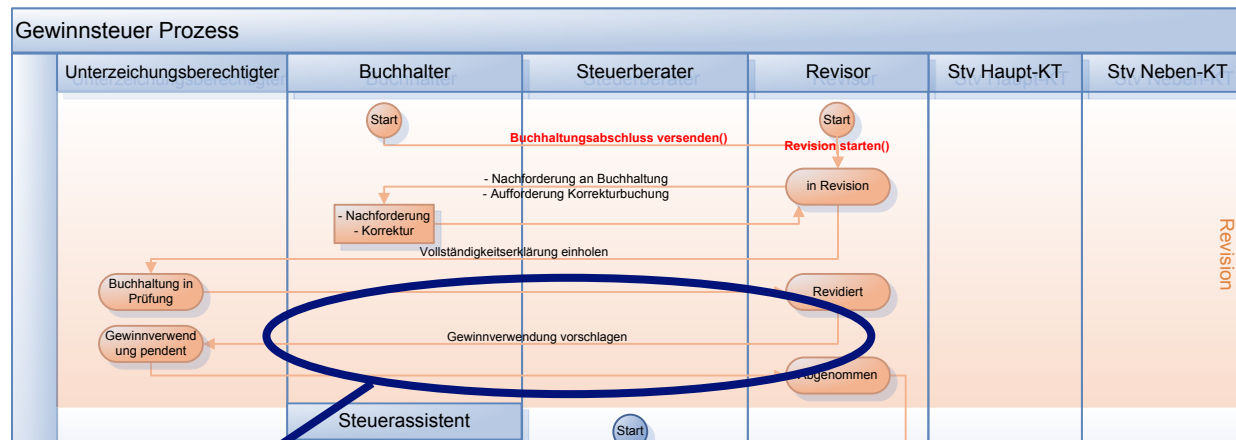 Gewinnsteuer Prozess
Unterzeichungsberechtigter
Buchhalter
Steuerberater
Revisor
Stv Haupt-KT
Stv Neben-KT
Start
Start
Buchhaltungsabschluss versenden()
Revision starten()
- Nachforderung an Buchhaltung
- Aufforderung Korrekturbuchung
in Revision
- Nachforderung
- Korrektur
Revision
Vollständigkeitserklärung einholen
Buchhaltung in
Prüfung
Revidiert
Gewinnverwend
ung pendent
Gewinnverwendung vorschlagen
Abgenommen
Steuerassistent
Start